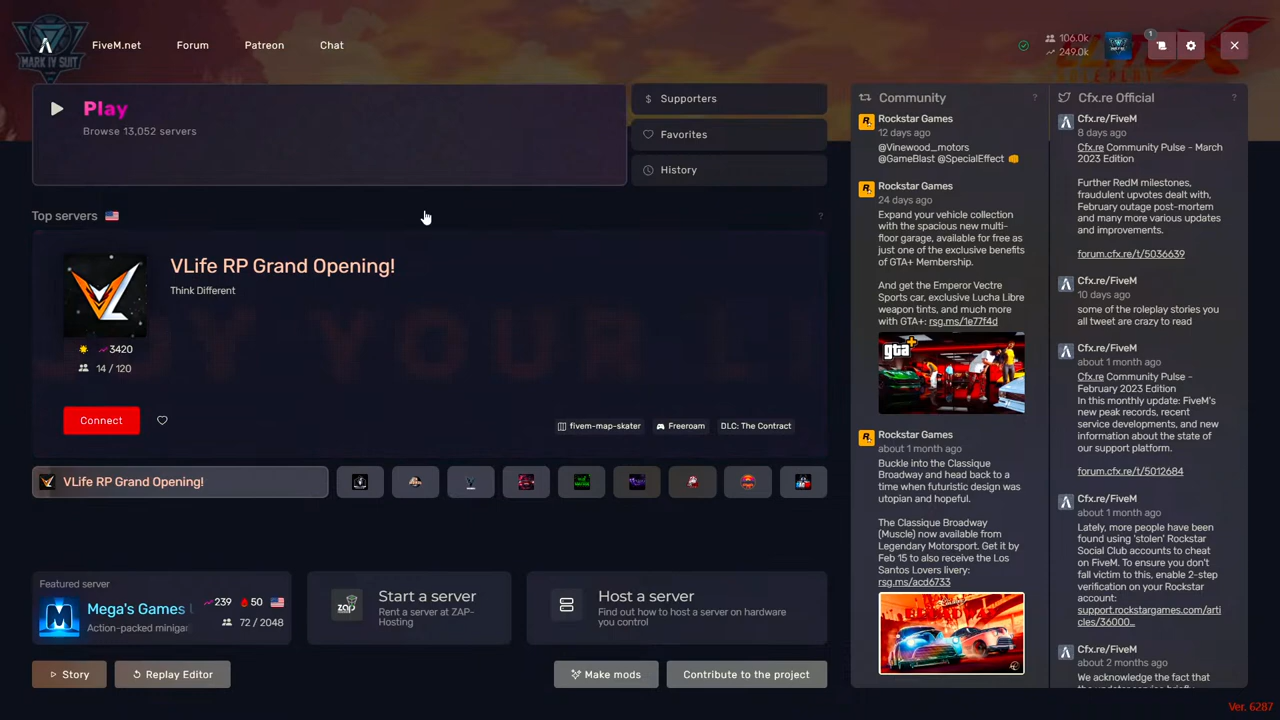 MARK IV SUIT
FiveM.net
Forum
Patreon
Chat
106.0k
249.0k
1
Play
Browse 13,052 servers
$ Supporters
Favorites
History
Top servers
?
VLife RP Grand Opening!
Think Different
3420
14 / 120
Connect
fivem-map-skater
Freeroam
DLC: The Contract
VLife RP Grand Opening!
Featured server
Mega's Games
Action-packed minigar
239
50
72 / 2048
Start a server
Rent a server at ZAP-
Hosting
ZAP
Host a server
Find out how to host a server on hardware
you control
Story
Replay Editor
Make mods
Contribute to the project
Community
?
Rockstar Games
12 days ago
@Vinewood_motors
@GameBlast @SpecialEffect
Rockstar Games
24 days ago
Expand your vehicle collection
with the spacious new multi-
floor garage, available for free as
just one of the exclusive benefits
of GTA+ Membership.
And get the Emperor Vectre
Sports car, exclusive Lucha Libre
weapon tints, and much more
with GTA+: rsg.ms/1e77f4d
gta+
Rockstar Games
about 1 month ago
Buckle into the Classique
Broadway and head back to a
time when futuristic design was
utopian and hopeful.
The Classique Broadway
(Muscle) now available from
Legendary Motorsport. Get it by
Feb 15 to also receive the Los
Santos Lovers livery:
rsg.ms/acd6733
Cfx.re Official
?
Cfx.re/FiveM
8 days ago
Cfx.re Community Pulse - March
2023 Edition
Further RedM milestones,
fraudulent upvotes dealt with,
February outage post-mortem
and many more various updates
and improvements.
forum.cfx.re/t/5036639
Cfx.re/FiveM
10 days ago
some of the roleplay stories you
all tweet are crazy to read
Cfx.re/FiveM
about 1 month ago
Cfx.re Community Pulse -
February 2023 Edition
In this monthly update: FiveM's
new peak records, recent
service developments, and new
information about the state of
our support platform.
forum.cfx.re/t/5012684
Cfx.re/FiveM
about 1 month ago
Lately, more people have been
found using 'stolen' Rockstar
Social Club accounts to cheat
on FiveM. To ensure you don't
fall victim to this, enable 2-step
verification on your Rockstar
account:
support.rockstargames.com/arti
cles/36000…
Cfx.re/FiveM
about 2 months ago
We acknowledge the fact that
Ver. 6287